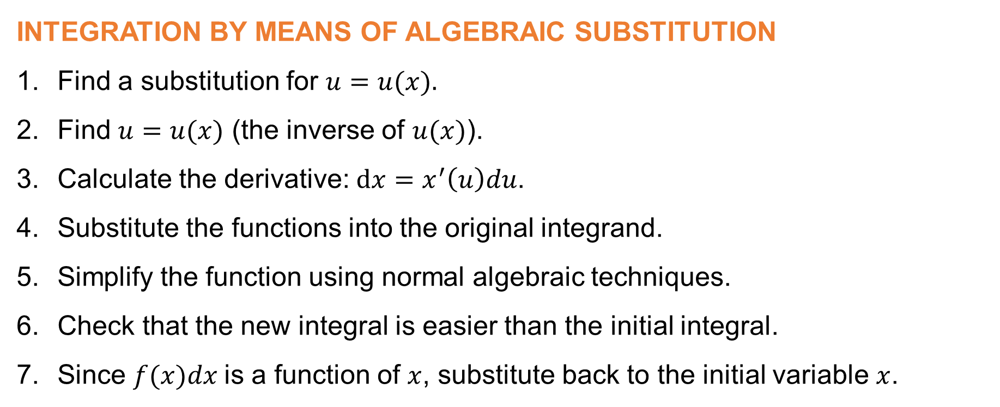 INTEGRATION BY MEANS OF ALGEBRAIC SUBSTITUTION
1. Find a substitution for u = u(x).
2. Find u = u(x) (the inverse of u(x)).
3. Calculate the derivative: dx = x′(u)du.
4. Substitute the functions into the original integrand.
5. Simplify the function using normal algebraic techniques.
6. Check that the new integral is easier than the initial integral.
7. Since f(x)dx is a function of x, substitute back to the initial variable x.